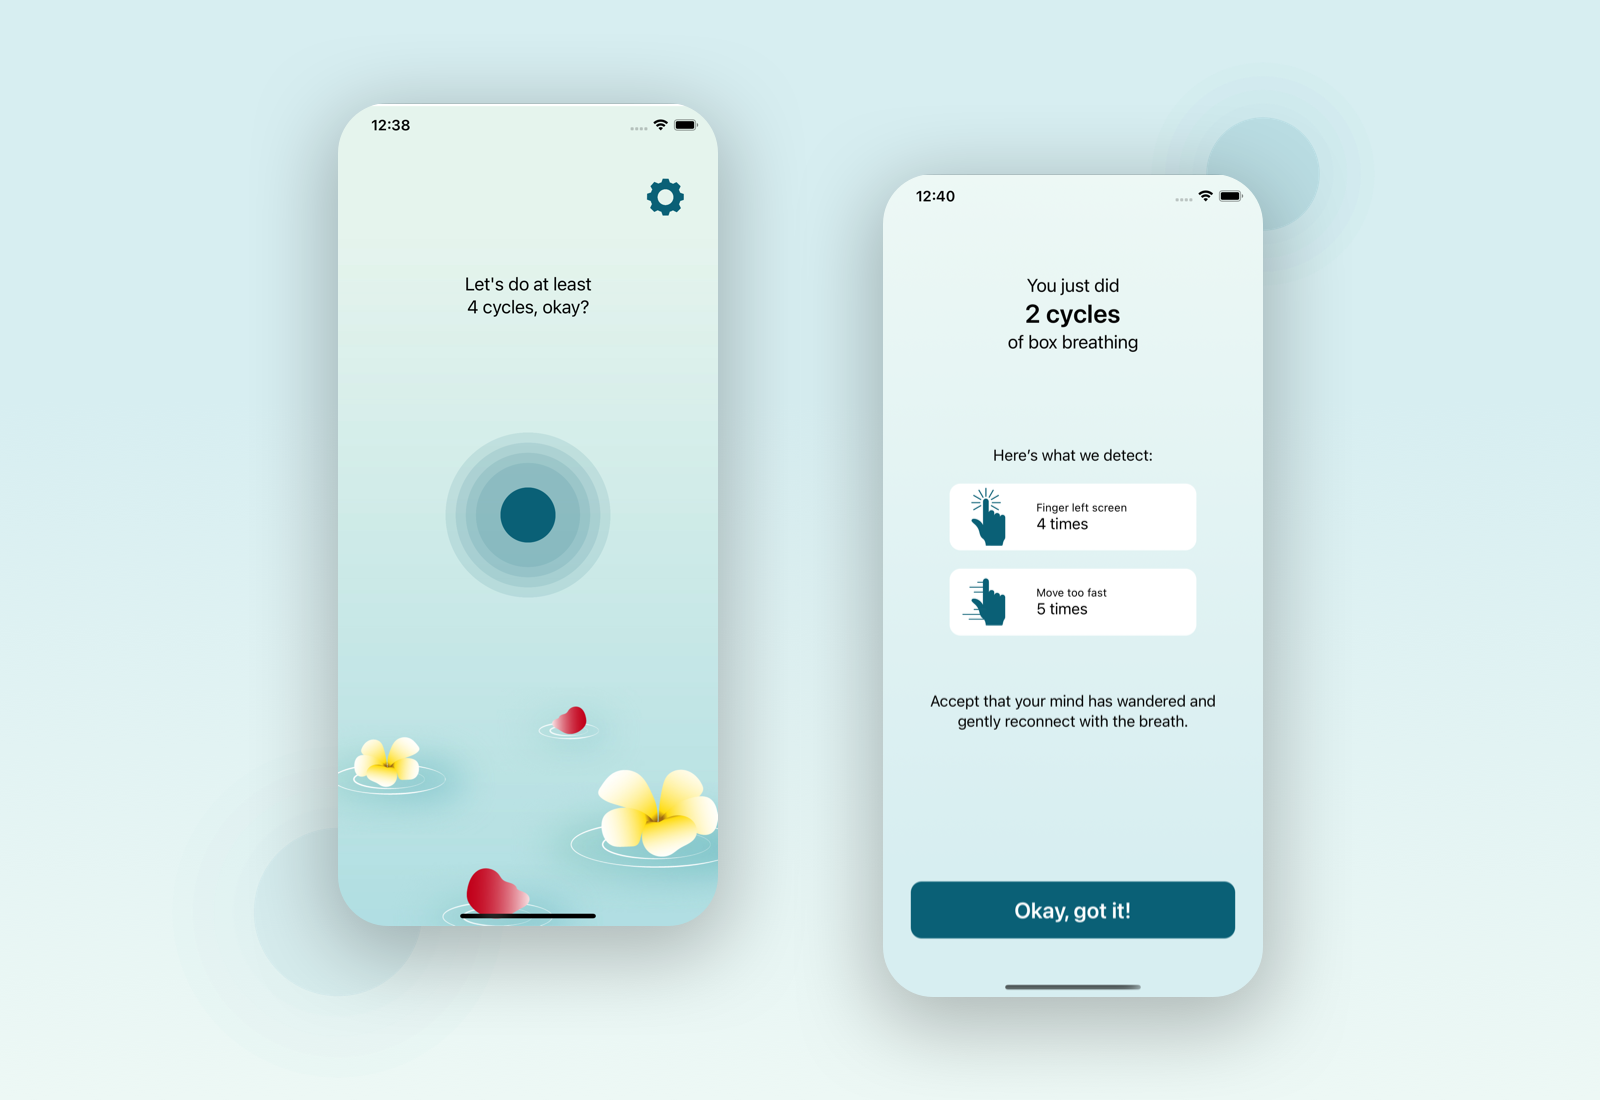 12:38
Let's do at least
4 cycles, okay?
12:40
You just did
2 cycles
of box breathing
Here’s what we detect:
Finger left screen
4 times
Move too fast
5 times
Accept that your mind has wandered and
gently reconnect with the breath.
Okay, got it!